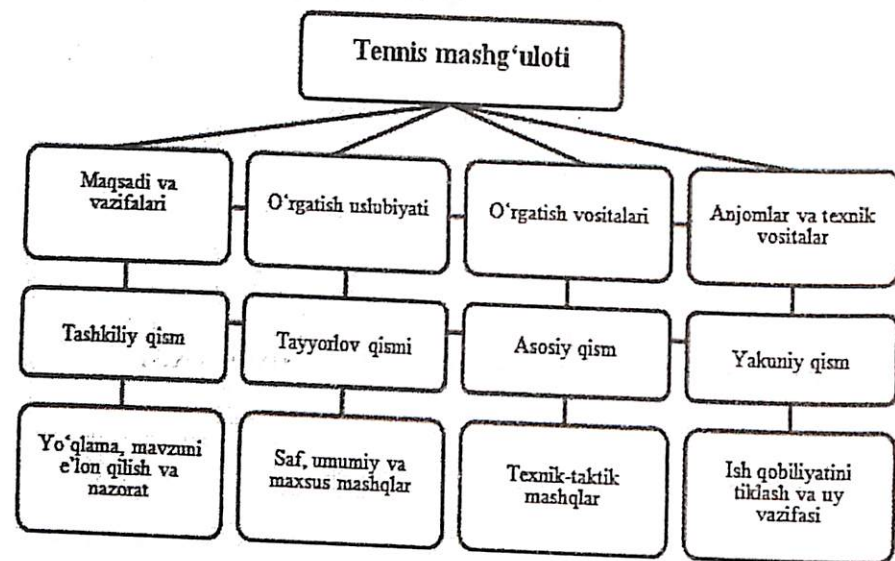 Tennis mashg‘uloti
Maqsadi va
vazifalari
O‘rgatish uslubiyati
O‘rgatish vositalari
Anjomlar va texnik
vositalar
Tashkiliy qism
Tayyorlov qismi
Asosiy qism
Yakuniy qism
Yo‘qlama, mavzuni
e’lon qilish va
nazorat
Saf, umumiy va
maxsus mashqlar
Texnik-taktik
mashqlar
Ish qobiliyatini
tiklash va uy
vazifasi